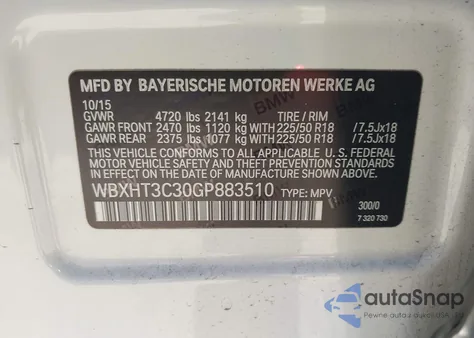 MFD BY BAYERISCHE MOTOREN WERKE AG
10/15
GVWR 4720 lbs 2141 kg TIRE / RIM
GAWR FRONT 2470 lbs 1120 kg WITH 225/50 R18 /7.5Jx18
GAWR REAR 2375 lbs 1077 kg WITH 225/50 R18 /7.5Jx18
THIS VEHICLE CONFORMS TO ALL APPLICABLE U.S. FEDERAL
MOTOR VEHICLE SAFETY, BUMPER, AND THEFT PREVENTION
STANDARDS IN EFFECT ON THE DATE OF MANUFACTURE SHOWN ABOVE.
WBXHT3C30GP883510 TYPE: MPV
300/0
7 320 730
autoSnap
Pewne auta